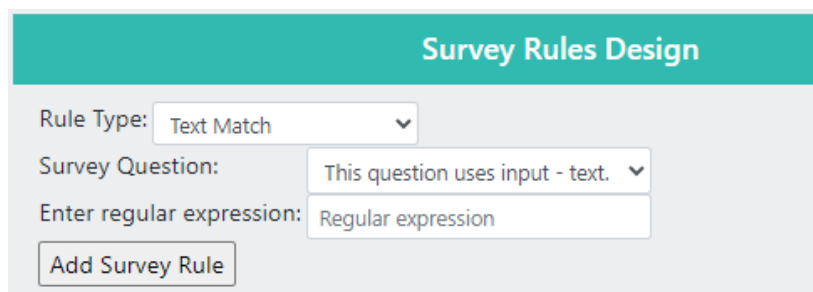 Survey Rules Design
Rule Type: Text Match
Survey Question: This question uses input - text.
Enter regular expression: Regular expression
Add Survey Rule